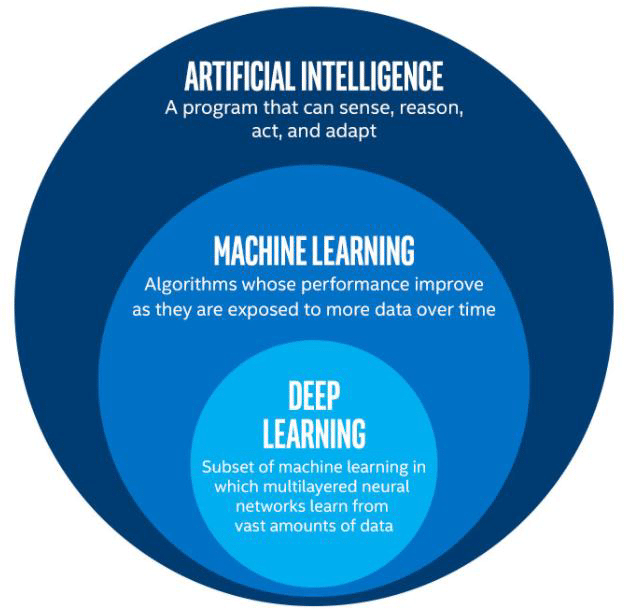 ARTIFICIAL INTELLIGENCE
A program that can sense, reason,
act, and adapt
MACHINE LEARNING
Algorithms whose performance improve
as they are exposed to more data over time
DEEP
LEARNING
Subset of machine learning in
which multilayered neural
networks learn from
vast amounts of data